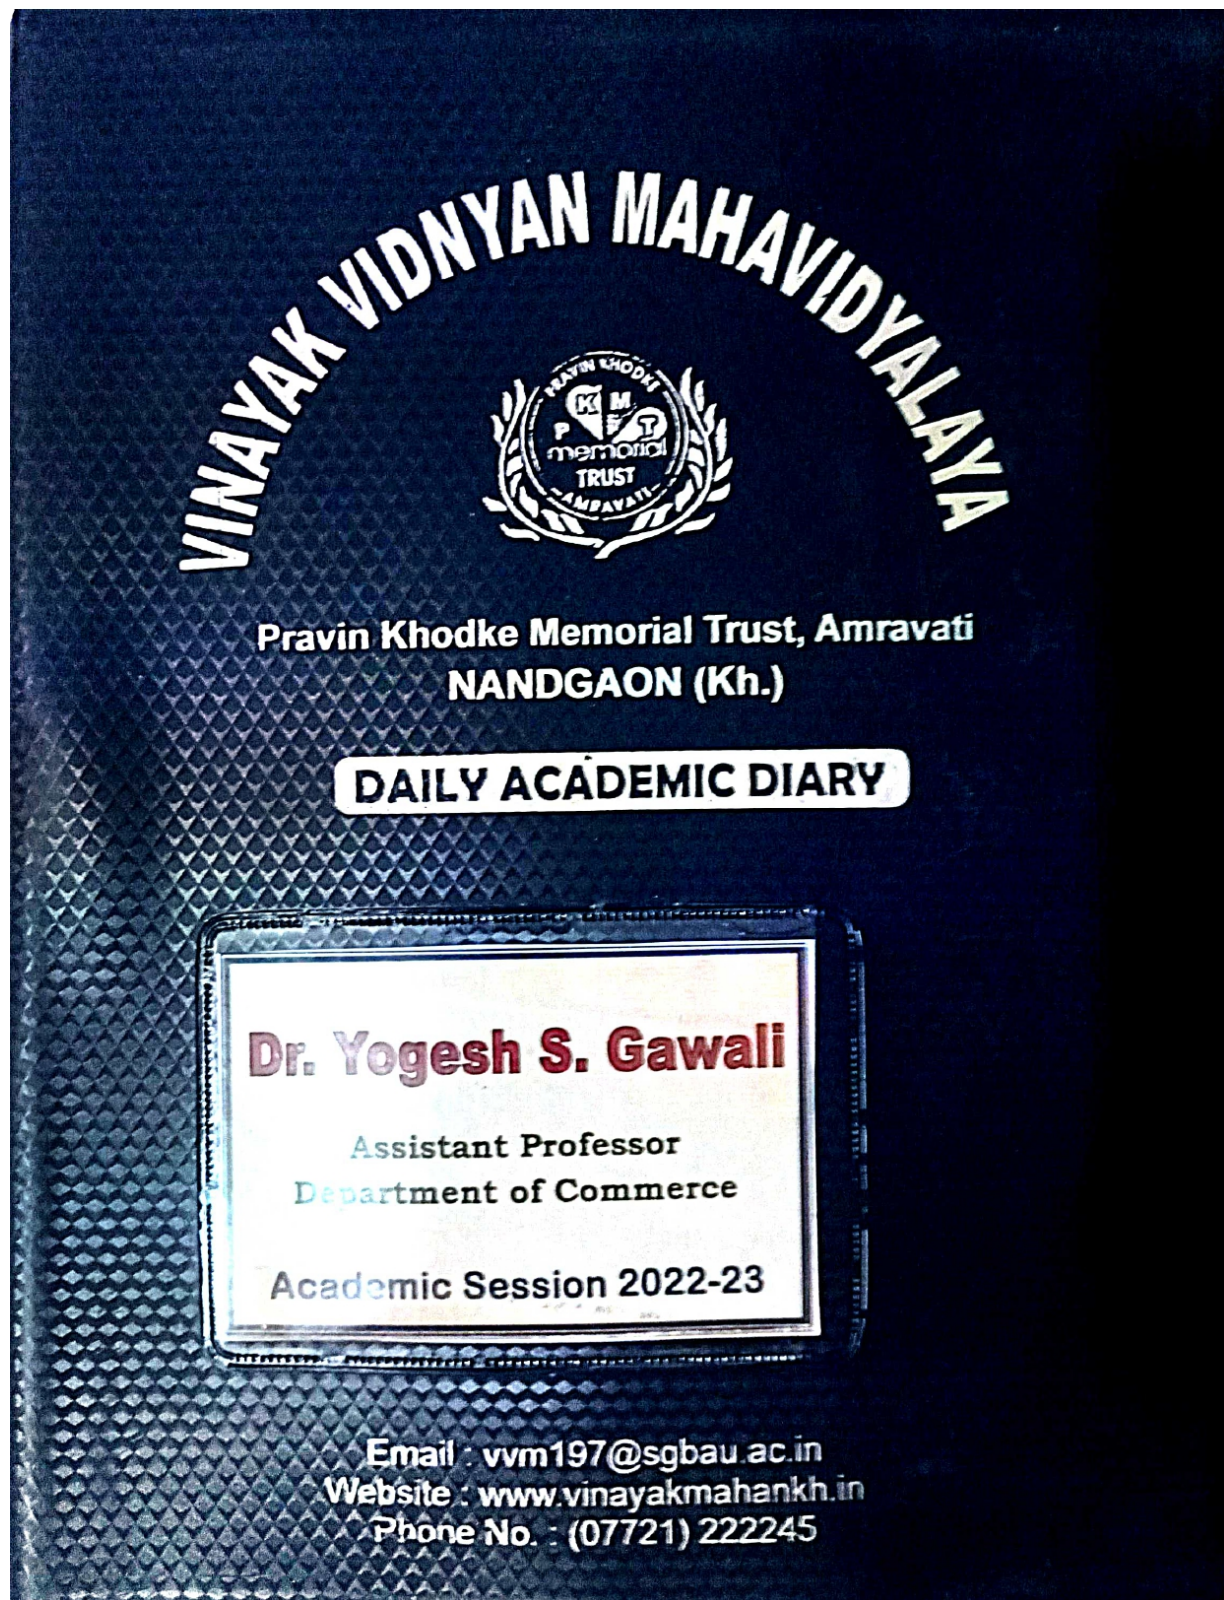 VINAYAK VIDNYAN MAHAVIDYALAYA
PRAVIN KHODKE
K M
P T
memorial
TRUST
AMRAVATI
Pravin Khodke Memorial Trust, Amravati
NANDGAON (Kh.)
DAILY ACADEMIC DIARY
Dr. Yogesh S. Gawali
Assistant Professor
Department of Commerce
Academic Session 2022-23
Email : vvm197@sgbau.ac.in
Website : www.vinayakmahankh.in
Phone No. : (07721) 222245